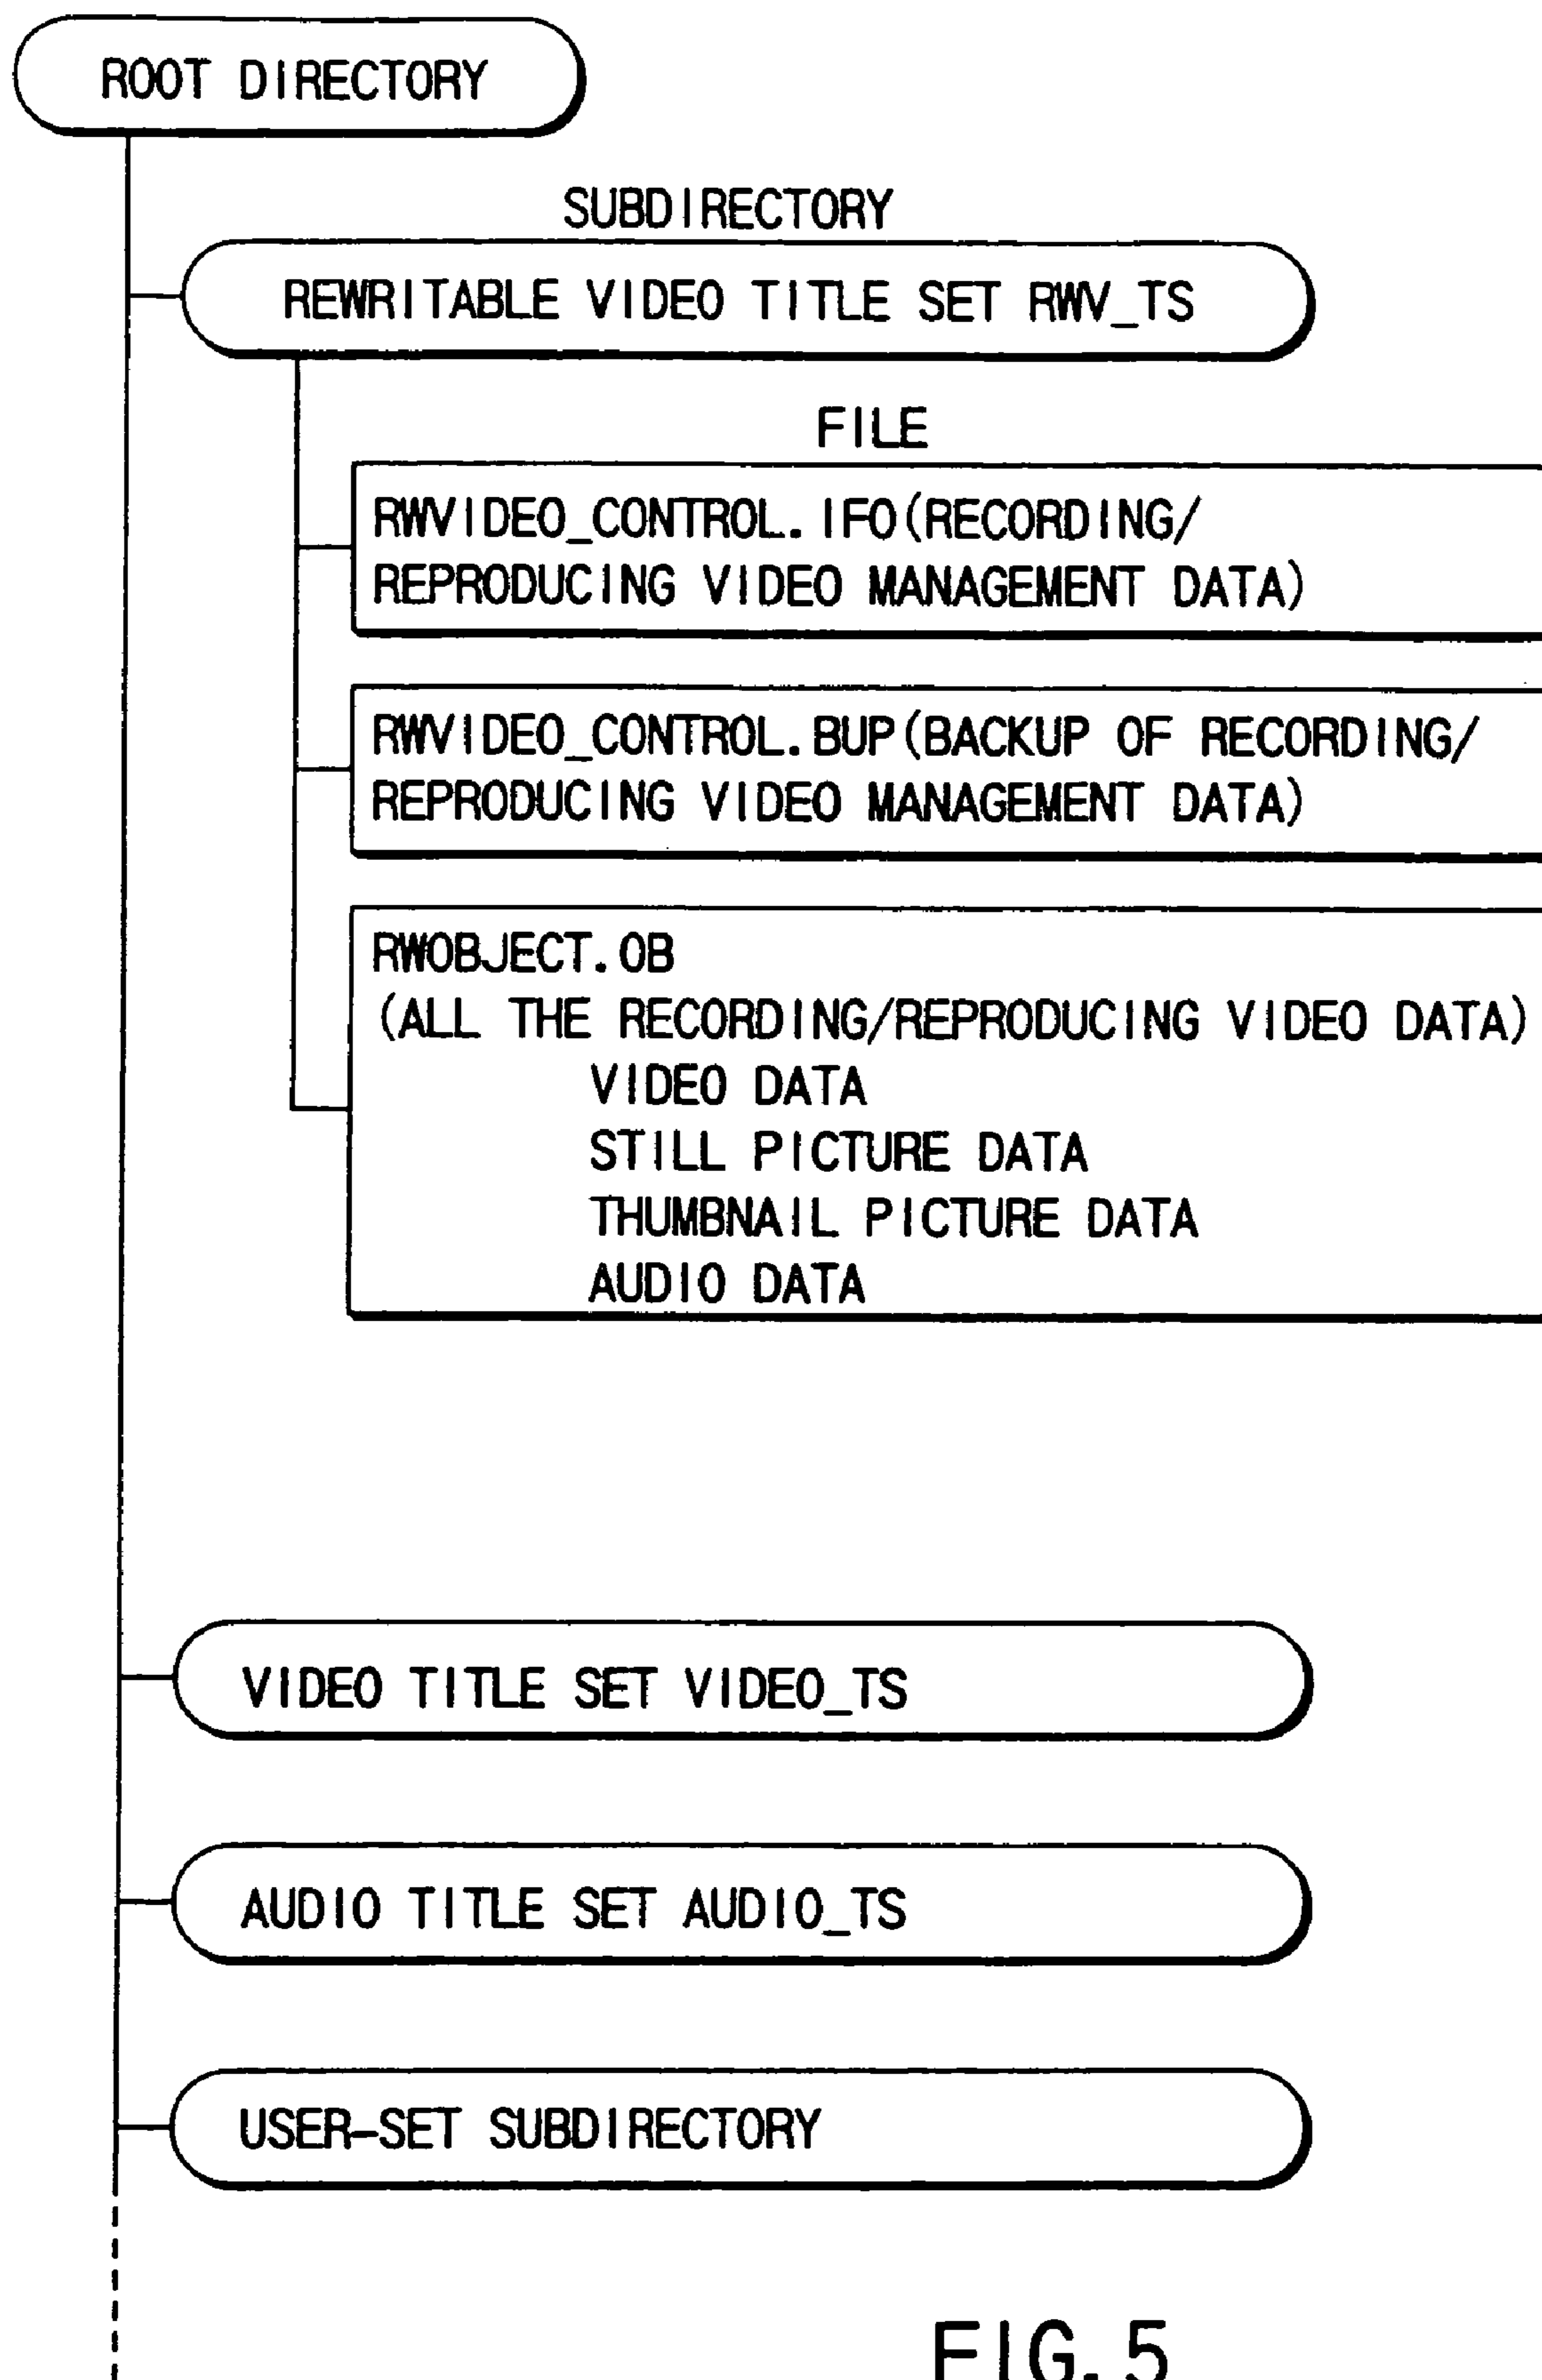 ROOT DIRECTORY
SUBDIRECTORY
REWRITABLE VIDEO TITLE SET RWV_TS
FILE
RWVIDEO_CONTROL.IFO(RECORDING/
REPRODUCING VIDEO MANAGEMENT DATA)
RWVIDEO_CONTROL.BUP(BACKUP OF RECORDING/
REPRODUCING VIDEO MANAGEMENT DATA)
RWOBJECT.OB
(ALL THE RECORDING/REPRODUCING VIDEO DATA)
VIDEO DATA
STILL PICTURE DATA
THUMBNAIL PICTURE DATA
AUDIO DATA
VIDEO TITLE SET VIDEO_TS
AUDIO TITLE SET AUDIO_TS
USER-SET SUBDIRECTORY
FIG.5